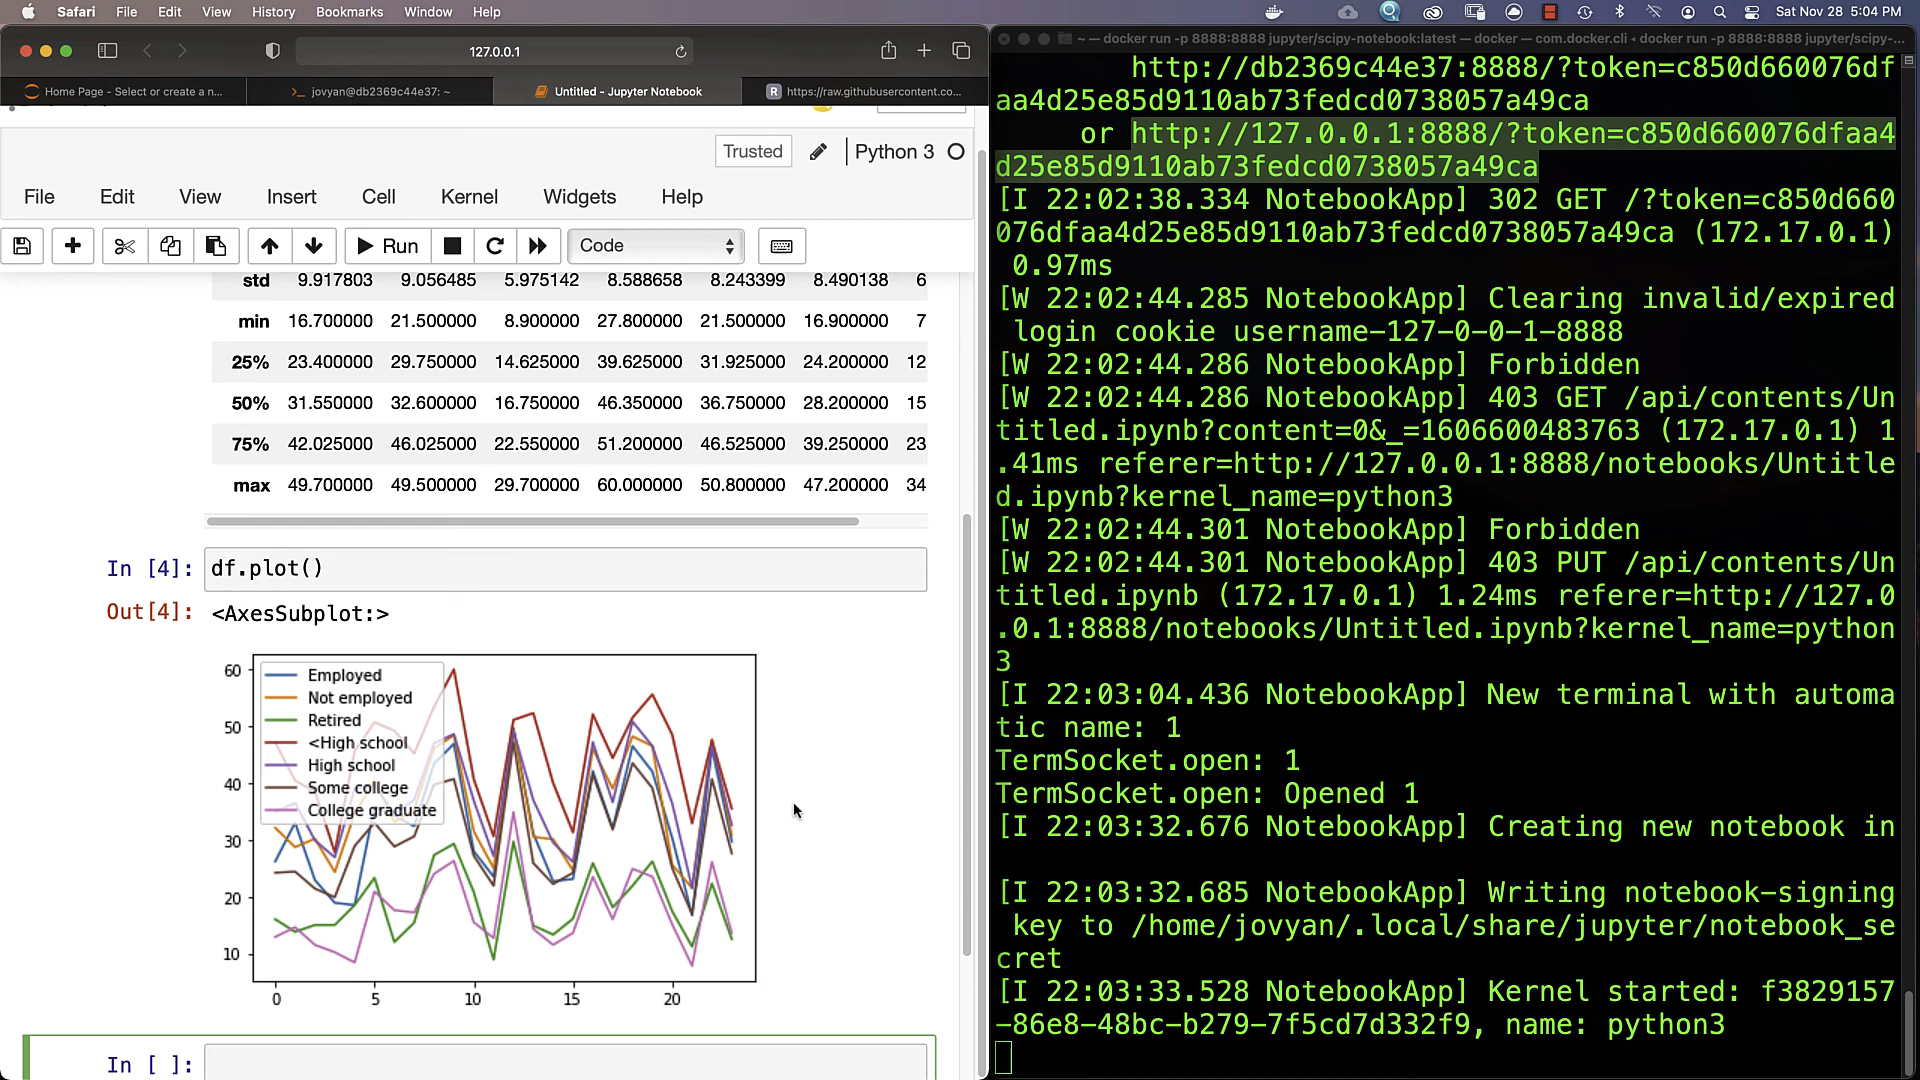 Safari File Edit View History Bookmarks Window Help Sat Nov 28 5:04 PM
127.0.0.1
Home Page - Select or create a n... jovyan@db2369c44e37: ~ Untitled - Jupyter Notebook R https://raw.githubusercontent.co...
Trusted Python 3
File Edit View Insert Cell Kernel Widgets Help
Run Code
std 9.917803 9.056485 5.975142 8.588658 8.243399 8.490138 6
min 16.700000 21.500000 8.900000 27.800000 21.500000 16.900000 7
25% 23.400000 29.750000 14.625000 39.625000 31.925000 24.200000 12
50% 31.550000 32.600000 16.750000 46.350000 36.750000 28.200000 15
75% 42.025000 46.025000 22.550000 51.200000 46.525000 39.250000 23
max 49.700000 49.500000 29.700000 60.000000 50.800000 47.200000 34
In [4]: df.plot()
Out[4]: <AxesSubplot:>
60
50
40
30
20
10
Employed
Not employed
Retired
<High school
High school
Some college
College graduate
0 5 10 15 20
In [ ]:
~ — docker run -p 8888:8888 jupyter/scipy-notebook:latest — docker — com.docker.cli ◂ docker run -p 8888:8888 jupyter/scipy-...
http://db2369c44e37:8888/?token=c850d660076df
aa4d25e85d9110ab73fedcd0738057a49ca
or http://127.0.0.1:8888/?token=c850d660076dfaa4
d25e85d9110ab73fedcd0738057a49ca
[I 22:02:38.334 NotebookApp] 302 GET /?token=c850d660
076dfaa4d25e85d9110ab73fedcd0738057a49ca (172.17.0.1)
0.97ms
[W 22:02:44.285 NotebookApp] Clearing invalid/expired
login cookie username-127-0-0-1-8888
[W 22:02:44.286 NotebookApp] Forbidden
[W 22:02:44.286 NotebookApp] 403 GET /api/contents/Un
titled.ipynb?content=0&_=1606600483763 (172.17.0.1) 1
.41ms referer=http://127.0.0.1:8888/notebooks/Untitle
d.ipynb?kernel_name=python3
[W 22:02:44.301 NotebookApp] Forbidden
[W 22:02:44.301 NotebookApp] 403 PUT /api/contents/Un
titled.ipynb (172.17.0.1) 1.24ms referer=http://127.0
.0.1:8888/notebooks/Untitled.ipynb?kernel_name=python
3
[I 22:03:04.436 NotebookApp] New terminal with automa
tic name: 1
TermSocket.open: 1
TermSocket.open: Opened 1
[I 22:03:32.676 NotebookApp] Creating new notebook in
[I 22:03:32.685 NotebookApp] Writing notebook-signing
key to /home/jovyan/.local/share/jupyter/notebook_se
cret
[I 22:03:33.528 NotebookApp] Kernel started: f3829157
-86e8-48bc-b279-7f5cd7d332f9, name: python3